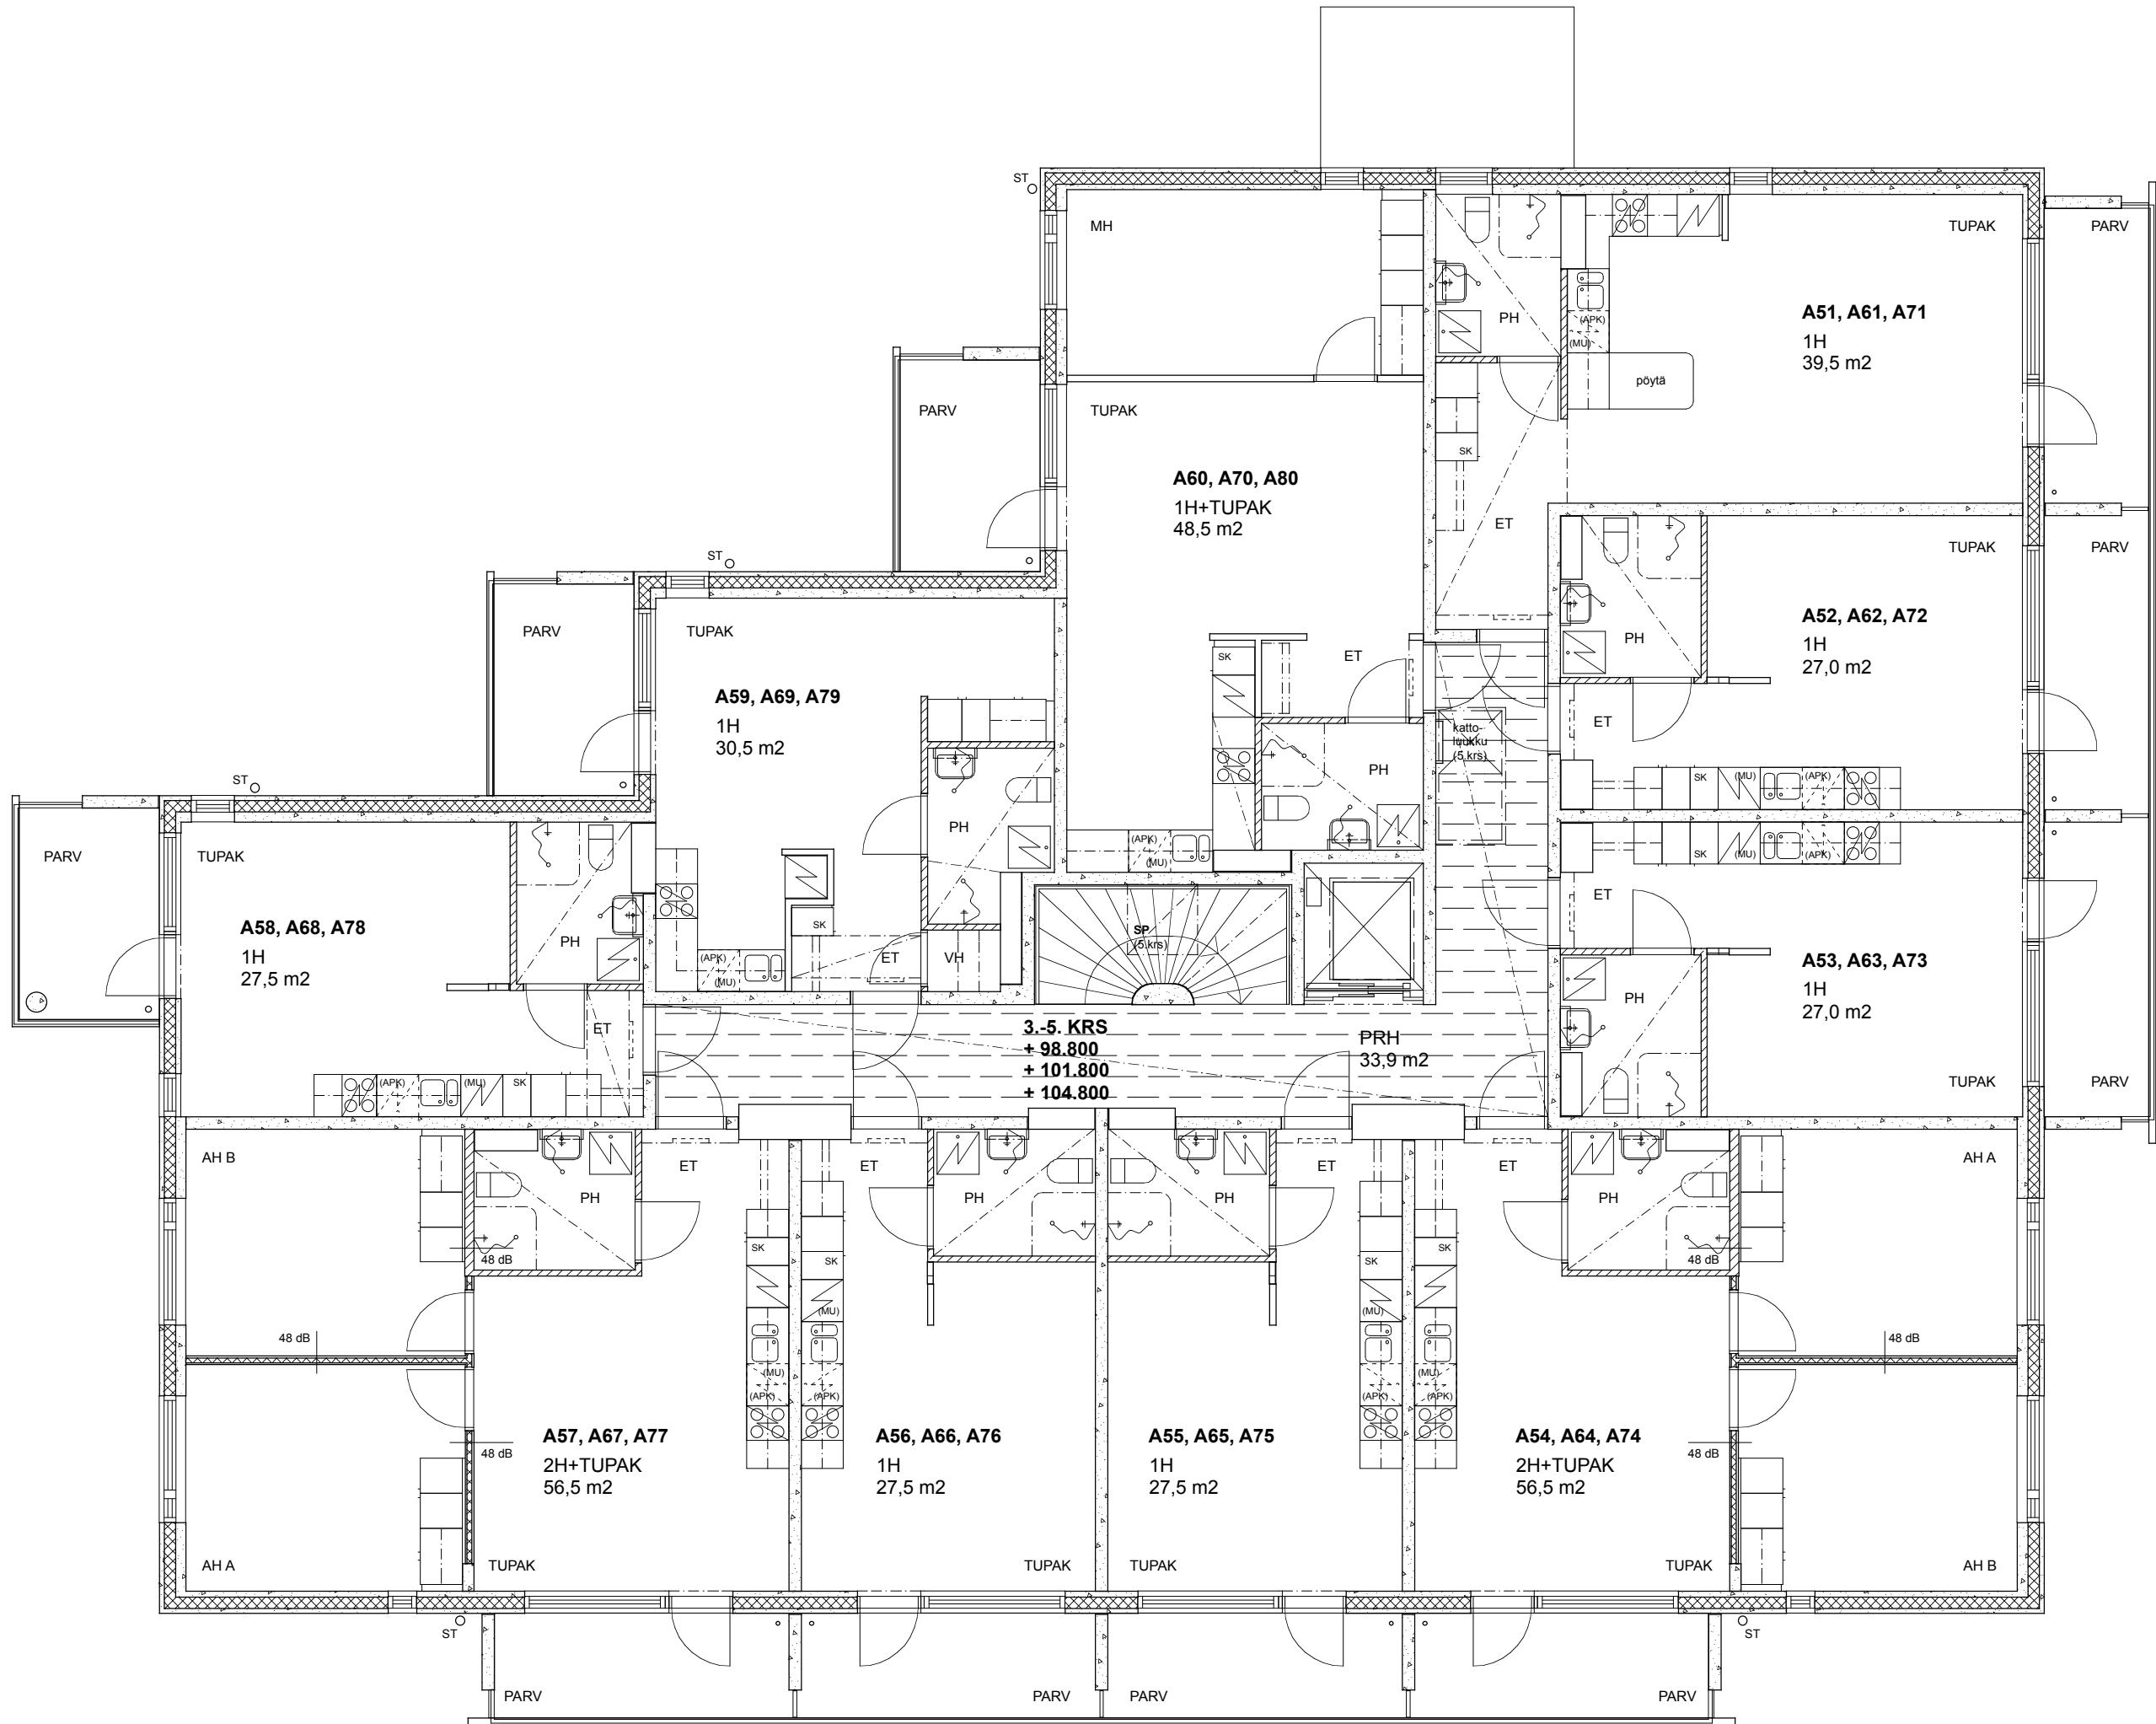 ST
MH
TUPAK
PARV
PH
(APK)
(MU)
pöytä
A51, A61, A71
1H
39,5 m2
PARV
TUPAK
SK
A60, A70, A80
1H+TUPAK
48,5 m2
ET
ST
TUPAK
PARV
PH
A52, A62, A72
1H
27,0 m2
ET
SK
(MU)
(APK)
PARV
TUPAK
A59, A69, A79
1H
30,5 m2
SK
ET
katto-
luukku
(5.krs)
PH
(APK)
(MU)
PH
SK
(APK)
(MU)
ET
VH
SP
(5.krs)
ST
PARV
TUPAK
PH
A58, A68, A78
1H
27,5 m2
ET
(APK)
(MU)
SK
SK
(MU)
(APK)
ET
A53, A63, A73
1H
27,0 m2
PH
TUPAK
PARV
3.-5. KRS
+ 98.800
+ 101.800
+ 104.800
PRH
33,9 m2
AH B
PH
ET
ET
PH
PH
ET
ET
PH
AH A
48 dB
SK
SK
SK
SK
48 dB
(MU)
(MU)
48 dB
48 dB
(MU)
(APK)
(APK)
(MU)
(APK)
(APK)
A57, A67, A77
2H+TUPAK
56,5 m2
48 dB
A56, A66, A76
1H
27,5 m2
A55, A65, A75
1H
27,5 m2
A54, A64, A74
2H+TUPAK
56,5 m2
48 dB
AH A
TUPAK
TUPAK
TUPAK
TUPAK
AH B
ST
ST
PARV
PARV
PARV
PARV